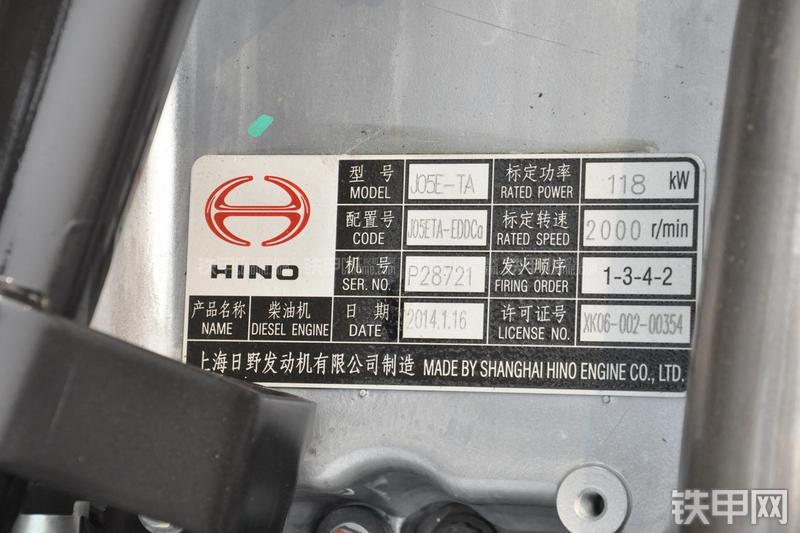 型号 MODEL J05E-TA 标定功率 RATED POWER 118 kW
配置号 CODE J05ETA-EDDCa 标定转速 RATED SPEED 2000 r/min
HINO
机号 SER. NO. P28721 发火顺序 FIRING ORDER 1-3-4-2
产品名称 NAME 柴油机 DIESEL ENGINE 日期 DATE 2014.1.16 许可证号 LICENSE NO. XK06-002-00354
上海日野发动机有限公司制造 MADE BY SHANGHAI HINO ENGINE CO., LTD.
铁甲网